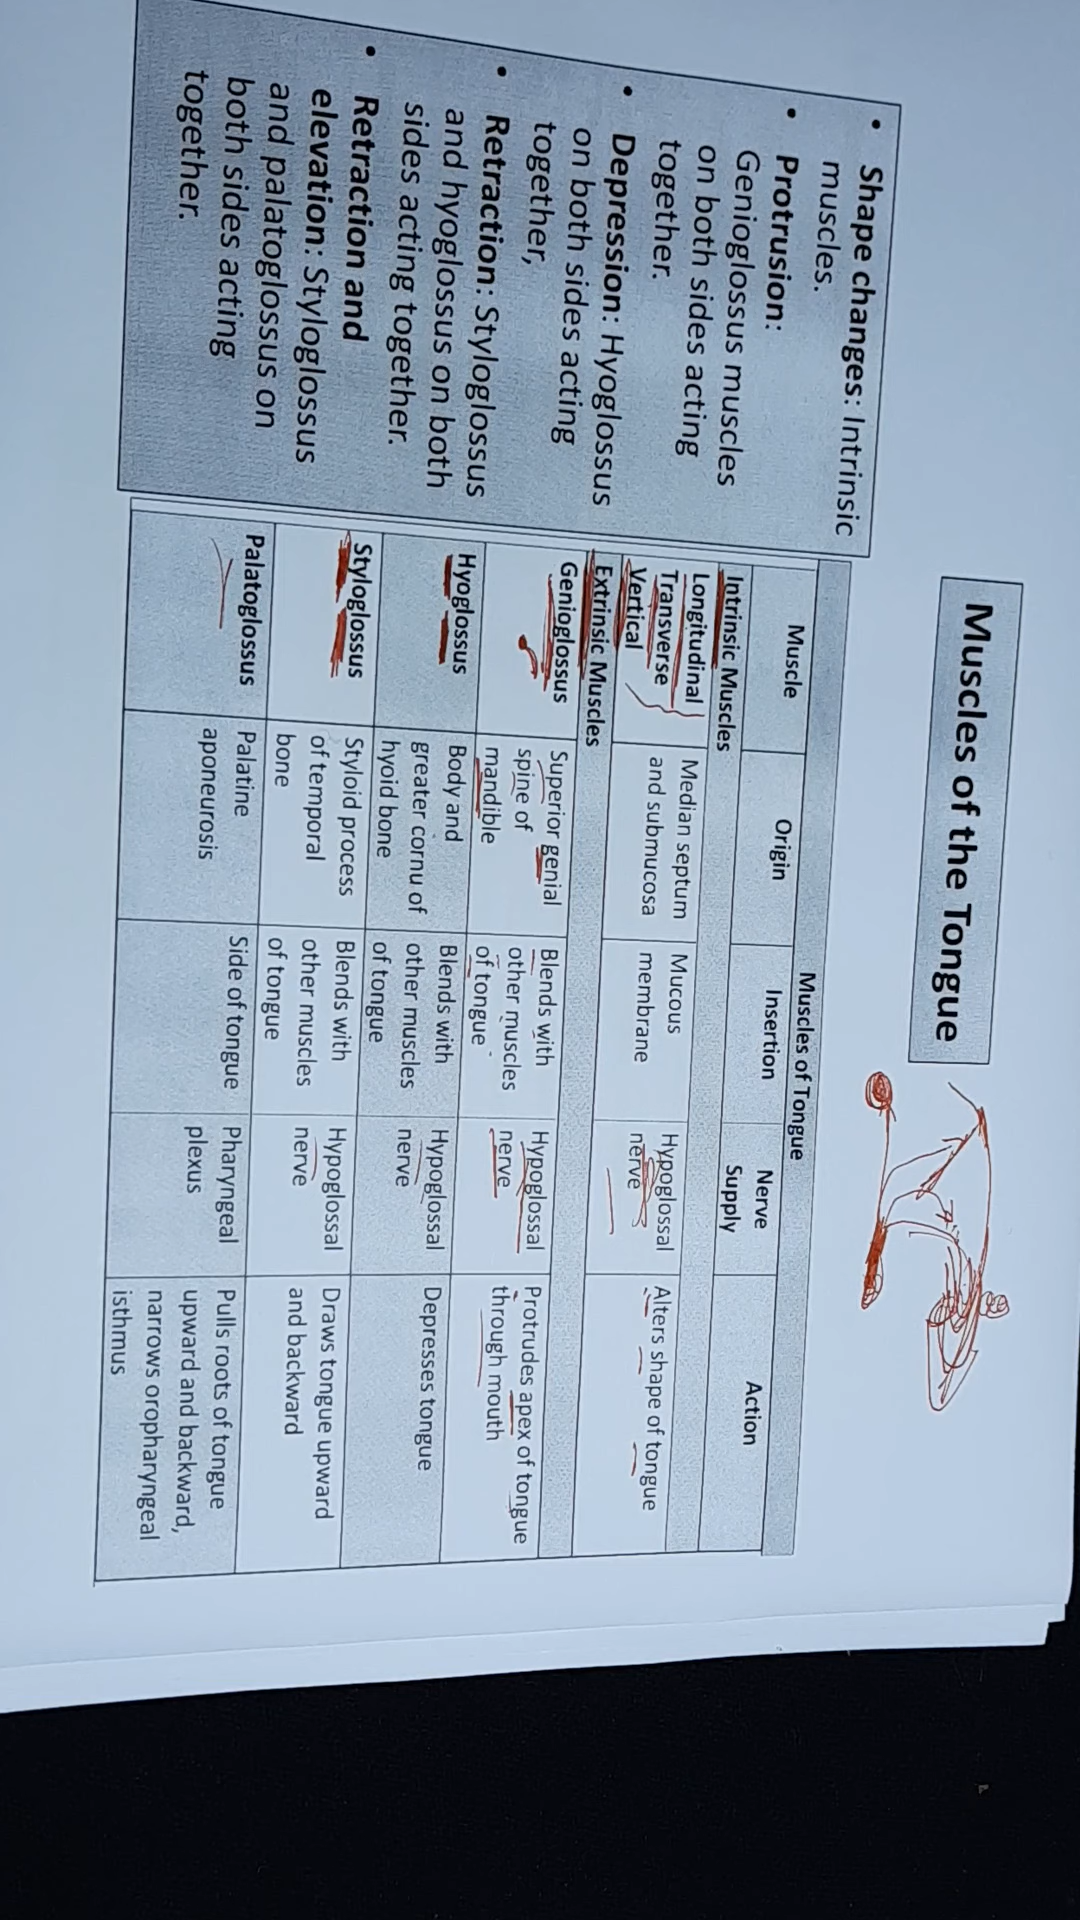 Muscles of the Tongue
• Shape changes: Intrinsic
muscles.
• Protrusion:
Genioglossus muscles
on both sides acting
together.
• Depression: Hyoglossus
on both sides acting
together,
• Retraction: Styloglossus
and hyoglossus on both
sides acting together.
• Retraction and
elevation: Styloglossus
and palatoglossus on
both sides acting
together.
Muscles of Tongue
Muscle
Origin
Insertion
Nerve
Supply
Action
Intrinsic Muscles
Longitudinal
Transverse
Vertical
Median septum
and submucosa
Mucous
membrane
Hypoglossal
nerve
Alters shape of tongue
Extrinsic Muscles
Genioglossus
Superior genial
spine of
mandible
Blends with
other muscles
of tongue
Hypoglossal
nerve
Protrudes apex of tongue
through mouth
Hyoglossus
Body and
greater cornu of
hyoid bone
Blends with
other muscles
of tongue
Hypoglossal
nerve
Depresses tongue
Styloglossus
Styloid process
of temporal
bone
Blends with
other muscles
of tongue
Hypoglossal
nerve
Draws tongue upward
and backward
Palatoglossus
Palatine
aponeurosis
Side of tongue
Pharyngeal
plexus
Pulls roots of tongue
upward and backward,
narrows oropharyngeal
isthmus